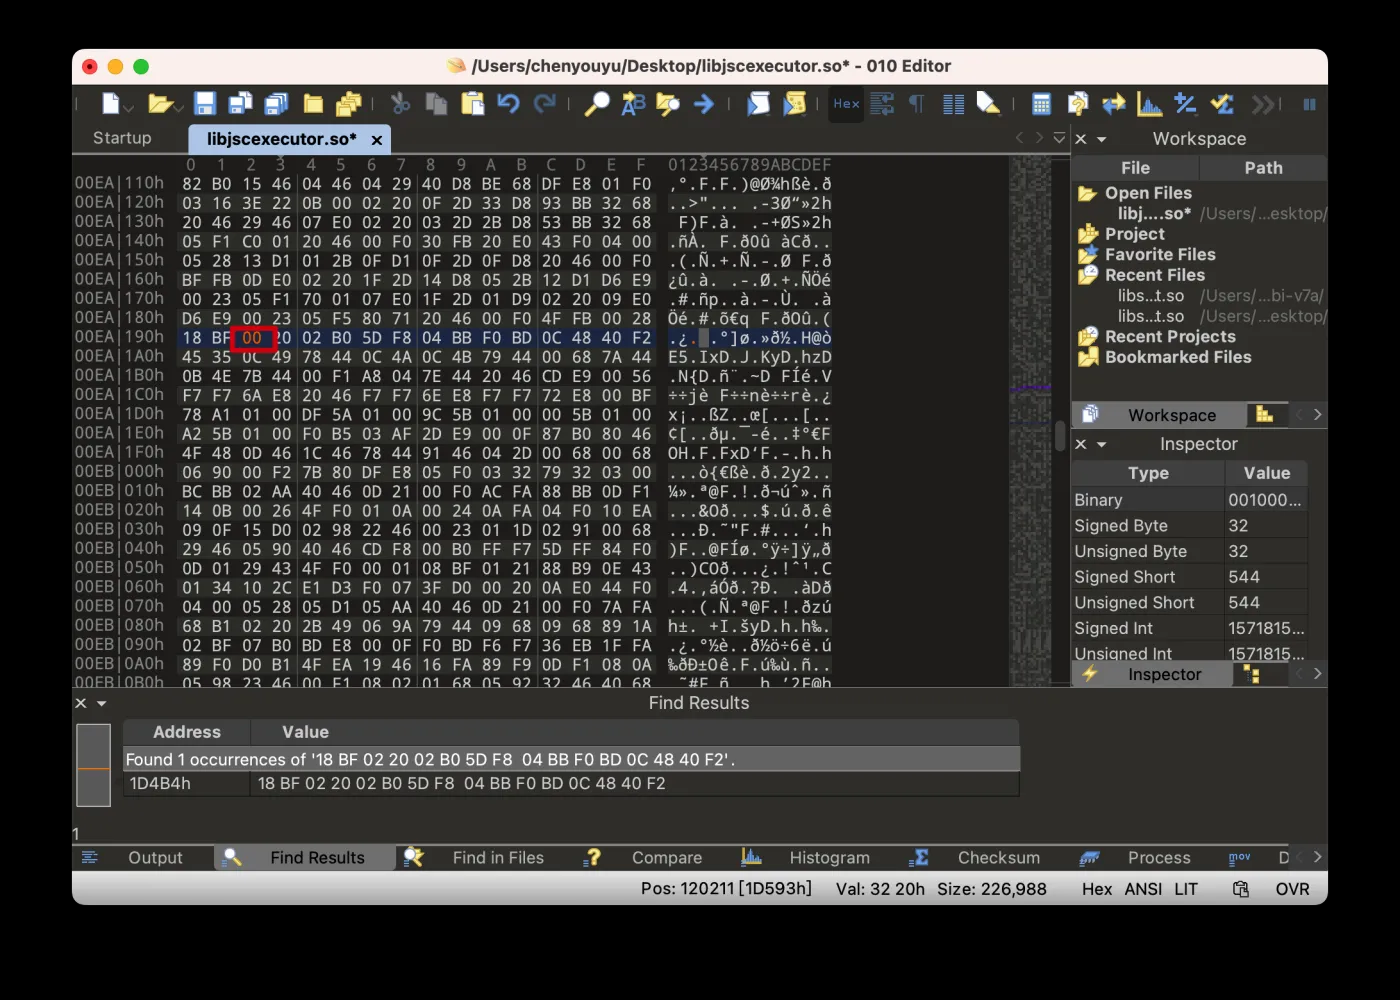 /Users/chenyouyu/Desktop/libjscexecutor.so* - 010 Editor
Hex
Startup
libjscexecutor.so* ×
Workspace
0 1 2 3 4 5 6 7 8 9 A B C D E F 0123456789ABCDEF
File Path
00EA|110h 82 B0 15 46 04 46 04 29 40 D8 BE 68 DF E8 01 F0 ‚°.F.F.)@Ø¾hßè.ð
00EA|120h 03 16 3E 22 0B 00 02 20 0F 2D 33 D8 93 BB 32 68 ..>"... .-3Ø“»2h
00EA|130h 20 46 29 46 07 E0 02 20 03 2D 2B D8 53 BB 32 68 F)F.à. .-+ØS»2h
00EA|140h 05 F1 C0 01 20 46 00 F0 30 FB 20 E0 43 F0 04 00 .ñÀ. F.ð0û àCð..
00EA|150h 05 28 13 D1 01 2B 0F D1 0F 2D 0F D8 20 46 00 F0 .(.Ñ.+.Ñ.-.Ø F.ð
00EA|160h BF FB 0D E0 02 20 1F 2D 14 D8 05 2B 12 D1 D6 E9 ¿û.à. .-.Ø.+.ÑÖé
00EA|170h 00 23 05 F1 70 01 07 E0 1F 2D 01 D9 02 20 09 E0 .#.ñp..à.-.Ù. .à
00EA|180h D6 E9 00 23 05 F5 80 71 20 46 00 F0 4F FB 00 28 Öé.#.õ€q F.ðOû.(
00EA|190h 18 BF 00 20 02 B0 5D F8 04 BB F0 BD 0C 48 40 F2 .¿. .°]ø.»ð½.H@ò
00EA|1A0h 45 35 0C 49 78 44 0C 4A 0C 4B 79 44 00 68 7A 44 E5.IxD.J.KyD.hzD
00EA|1B0h 0B 4E 7B 44 00 F1 A8 04 7E 44 20 46 CD E9 00 56 .N{D.ñ¨.~D FÍé.V
00EA|1C0h F7 F7 6A E8 20 46 F7 F7 6E E8 F7 F7 72 E8 00 BF ÷÷jè F÷÷nè÷÷rè.¿
00EA|1D0h 78 A1 01 00 DF 5A 01 00 9C 5B 01 00 00 5B 01 00 x¡..ßZ..œ[...[..
00EA|1E0h A2 5B 01 00 F0 B5 03 AF 2D E9 00 0F 87 B0 80 46 ¢[..ðµ.¯-é..‡°€F
00EA|1F0h 4F 48 0D 46 1C 46 78 44 91 46 04 2D 00 68 00 68 OH.F.FxD‘F.-.h.h
00EB|000h 06 90 00 F2 7B 80 DF E8 05 F0 03 32 79 32 03 00 ...ò{€ßè.ð.2y2..
00EB|010h BC BB 02 AA 40 46 0D 21 00 F0 AC FA 88 BB 0D F1 ¼».ª@F.!.ð¬úˆ».ñ
00EB|020h 14 0B 00 26 4F F0 01 0A 00 24 0A FA 04 F0 10 EA ...&Oð...$.ú.ð.ê
00EB|030h 09 0F 15 D0 02 98 22 46 00 23 01 1D 02 91 00 68 ...Ð.˜"F.#...‘.h
00EB|040h 29 46 05 90 40 46 CD F8 00 B0 FF F7 5D FF 84 F0 )F..@FÍø.°ÿ÷]ÿ„ð
00EB|050h 0D 01 29 43 4F F0 00 01 08 BF 01 21 88 B9 0E 43 ..)COð...¿.!ˆ¹.C
00EB|060h 01 34 10 2C E1 D3 F0 07 3F D0 00 20 0A E0 44 F0 .4.,áÓð.?Ð. .àDð
00EB|070h 04 00 05 28 05 D1 05 AA 40 46 0D 21 00 F0 7A FA ...(.Ñ.ª@F.!.ðzú
00EB|080h 68 B1 02 20 2B 49 06 9A 79 44 09 68 09 68 89 1A h±. +I.šyD.h.h‰.
00EB|090h 02 BF 07 B0 BD E8 00 0F F0 BD F6 F7 36 EB 1F FA .¿.°½è..ð½ö÷6ë.ú
00EB|0A0h 89 F0 D0 B1 4F EA 19 46 16 FA 89 F9 0D F1 08 0A ‰ðÐ±Oê.F.ú‰ù.ñ..
00EB|0B0h 05 98 23 46 00 F1 08 02 01 68 05 92 32 46 40 68 .˜#F.ñ...h.’2F@h
Open Files
libj....so* /Users/...esktop/
Project
Favorite Files
Recent Files
libs...t.so /Users/...bi-v7a/
libs...t.so /Users/...esktop/
Recent Projects
Bookmarked Files
Workspace
Inspector
Type Value
Binary 001000...
Signed Byte 32
Unsigned Byte 32
Signed Short 544
Unsigned Short 544
Signed Int 1571815...
Unsigned Int 1571815...
Inspector
Find Results
Address Value
Found 1 occurrences of '18 BF 02 20 02 B0 5D F8 04 BB F0 BD 0C 48 40 F2'.
1D4B4h 18 BF 02 20 02 B0 5D F8 04 BB F0 BD 0C 48 40 F2
1
Output Find Results Find in Files Compare Histogram Checksum Process mov D
Pos: 120211 [1D593h] Val: 32 20h Size: 226,988 Hex ANSI LIT OVR